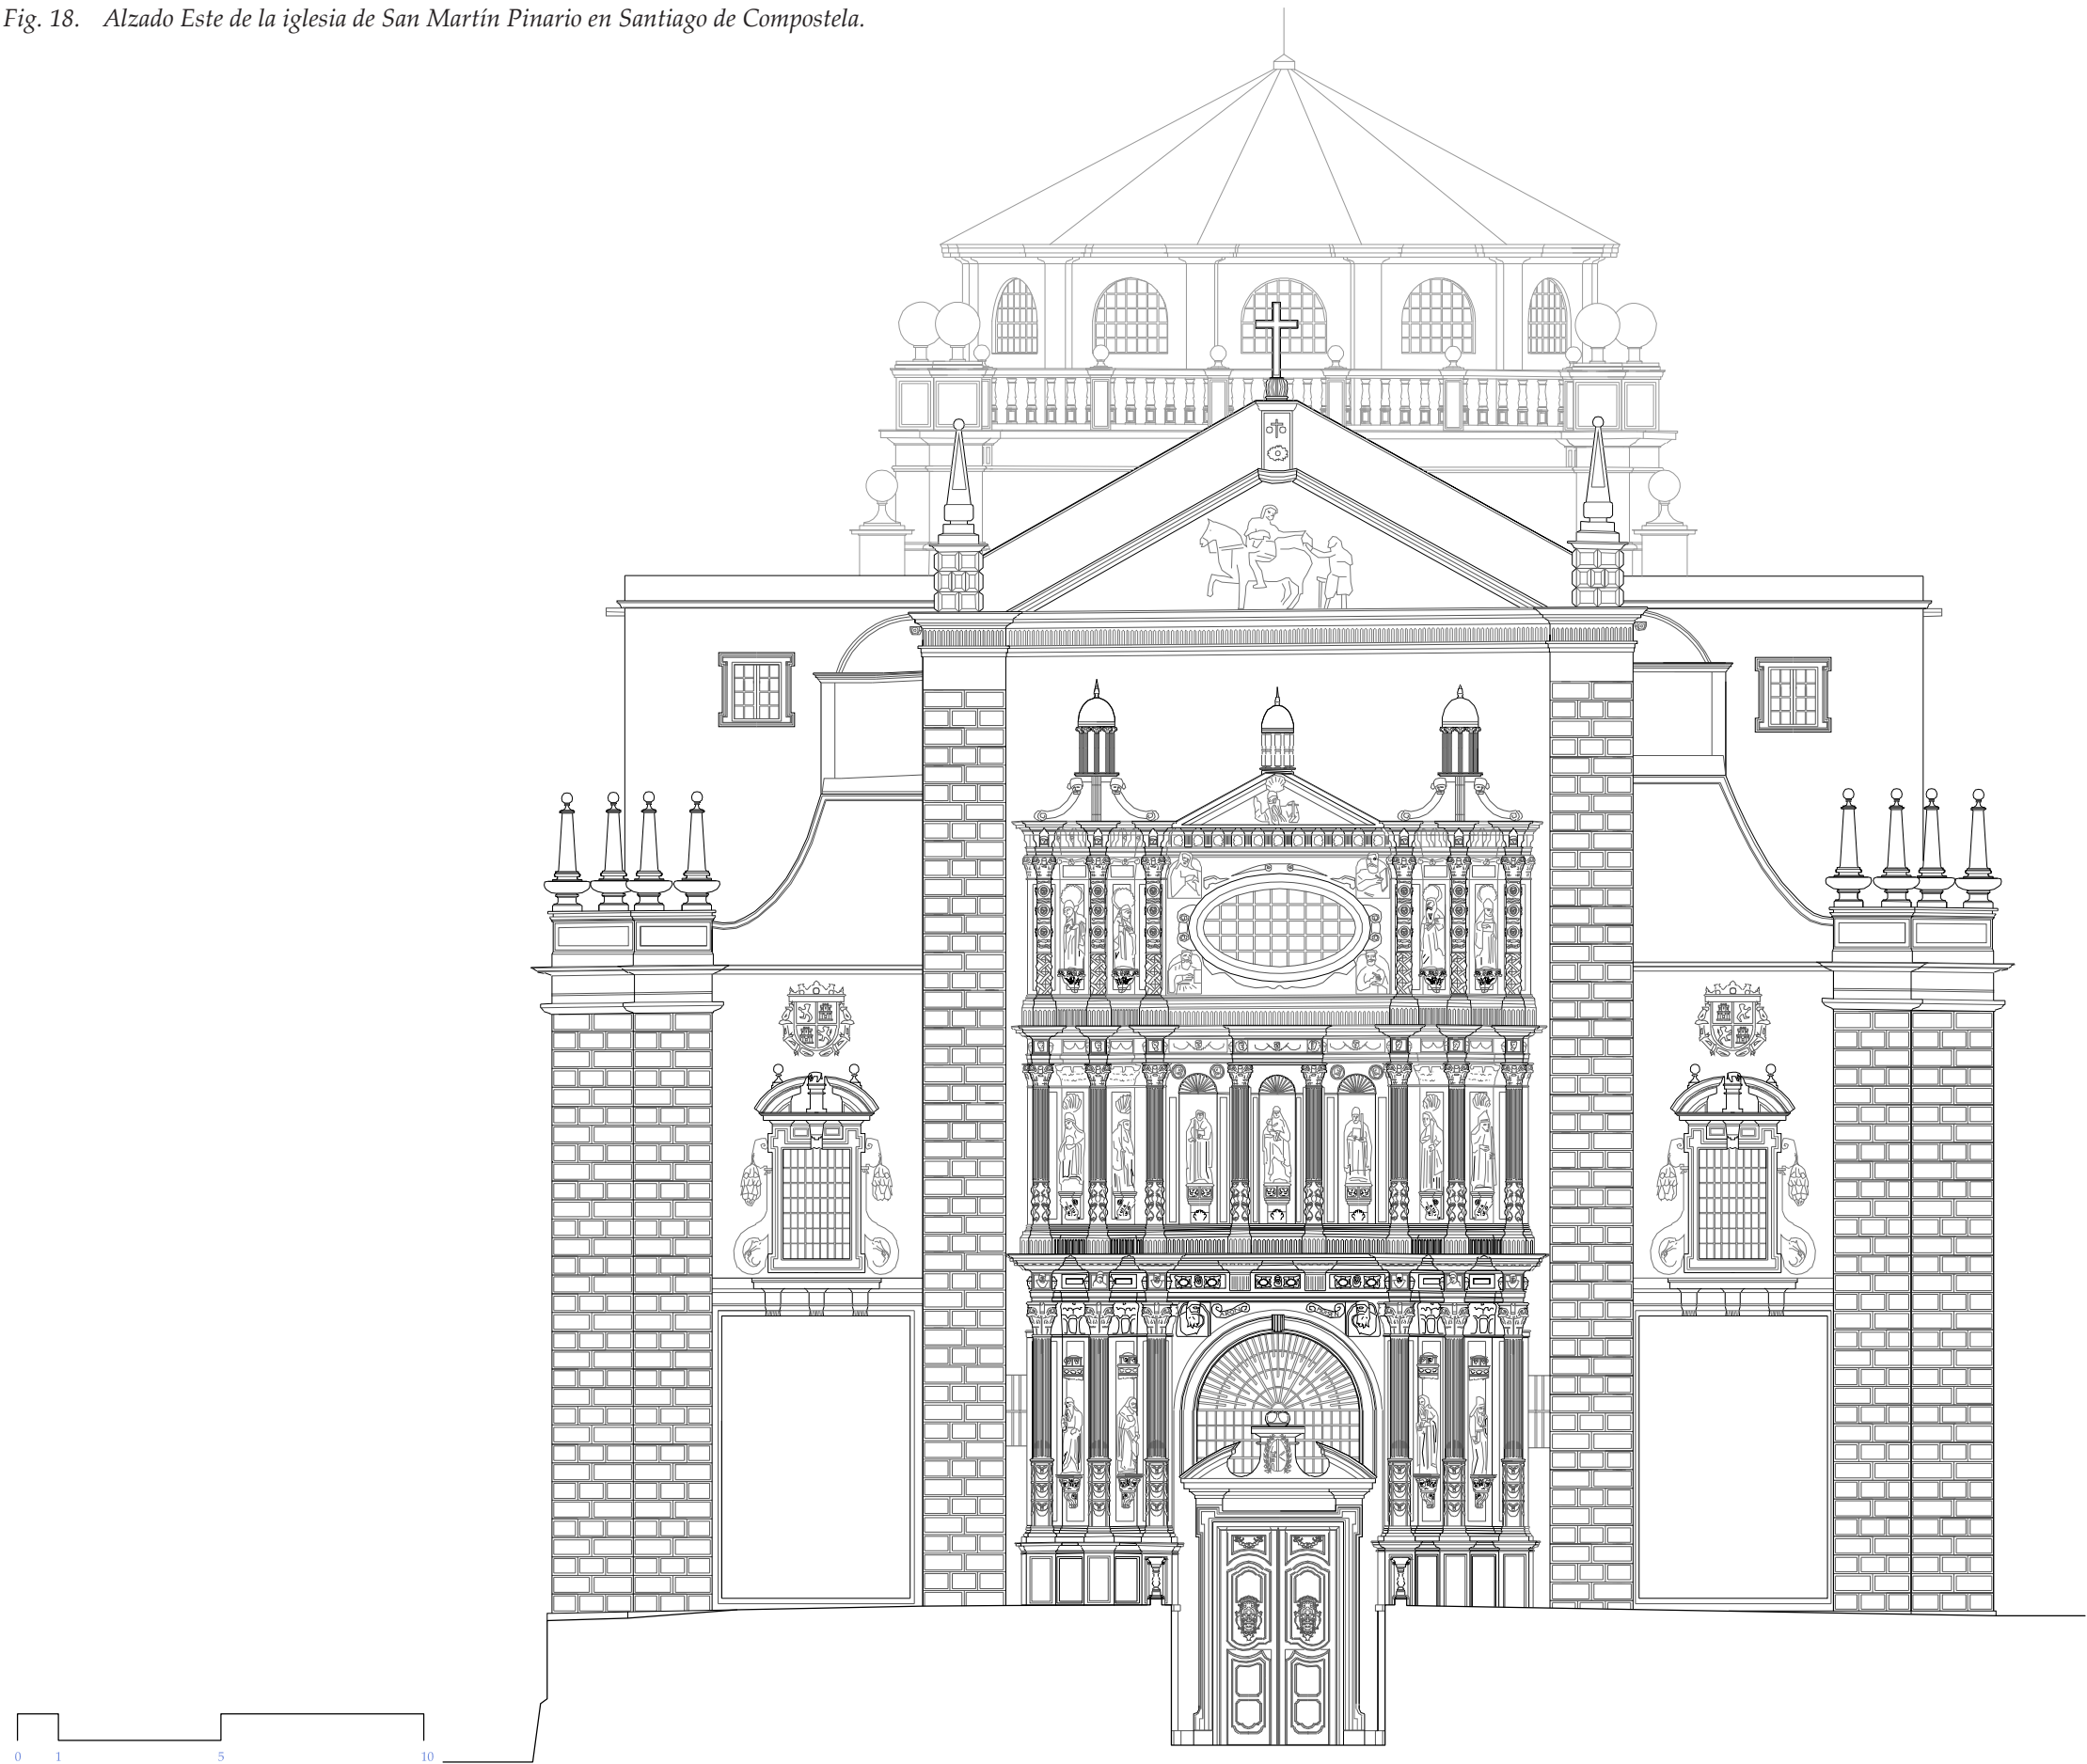 Fig. 18. Alzado Este de la iglesia de San Martín Pinario en Santiago de Compostela.
0 1 5 10